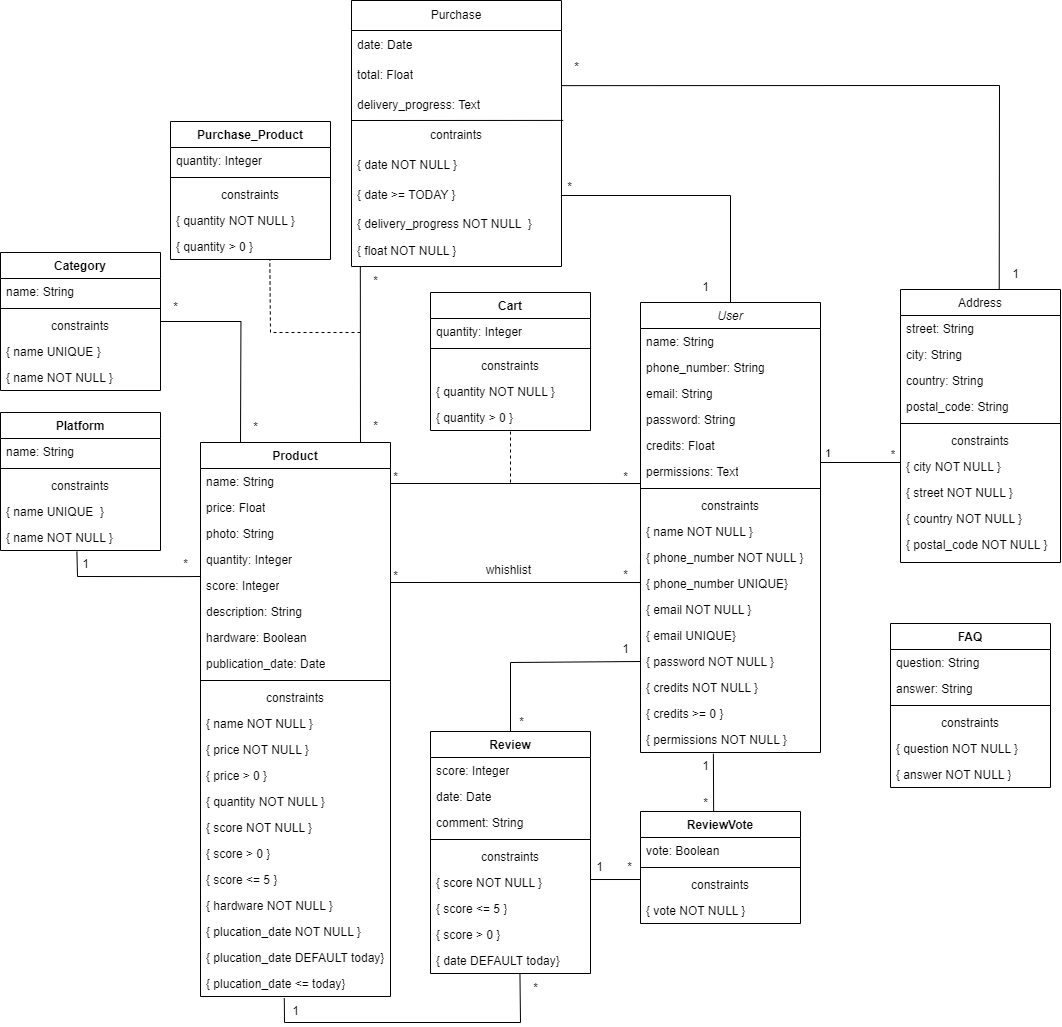 Purchase
date: Date
total: Float
delivery_progress: Text
contraints
{ date NOT NULL }
{ date >= TODAY }
{ delivery_progress NOT NULL  }
{ float NOT NULL }
*
*
*
1
1
Purchase_Product
quantity: Integer
constraints
{ quantity NOT NULL }
{ quantity > 0 }
Category
name: String
constraints
{ name UNIQUE }
{ name NOT NULL }
*
*
*
Platform
name: String
constraints
{ name UNIQUE  }
{ name NOT NULL }
1
*
Cart
quantity: Integer
constraints
{ quantity NOT NULL }
{ quantity > 0 }
User
name: String
phone_number: String
email: String
password: String
credits: Float
permissions: Text
constraints
{ name NOT NULL }
{ phone_number NOT NULL }
{ phone_number UNIQUE}
{ email NOT NULL }
{ email UNIQUE}
{ password NOT NULL }
{ credits NOT NULL }
{ credits >= 0 }
{ permissions NOT NULL }
Address
street: String
city: String
country: String
postal_code: String
constraints
{ city NOT NULL }
{ street NOT NULL }
{ country NOT NULL }
{ postal_code NOT NULL }
1
*
Product
name: String
price: Float
photo: String
quantity: Integer
score: Integer
description: String
hardware: Boolean
publication_date: Date
constraints
{ name NOT NULL }
{ price NOT NULL }
{ price > 0 }
{ quantity NOT NULL }
{ score NOT NULL }
{ score > 0 }
{ score <= 5 }
{ hardware NOT NULL }
{ plucation_date NOT NULL }
{ plucation_date DEFAULT today}
{ plucation_date <= today}
*
*
*
whishlist
*
1
*
FAQ
question: String
answer: String
constraints
{ question NOT NULL }
{ answer NOT NULL }
Review
score: Integer
date: Date
comment: String
constraints
{ score NOT NULL }
{ score <= 5 }
{ score > 0 }
{ date DEFAULT today}
1
*
1
*
ReviewVote
vote: Boolean
constraints
{ vote NOT NULL }
*
1